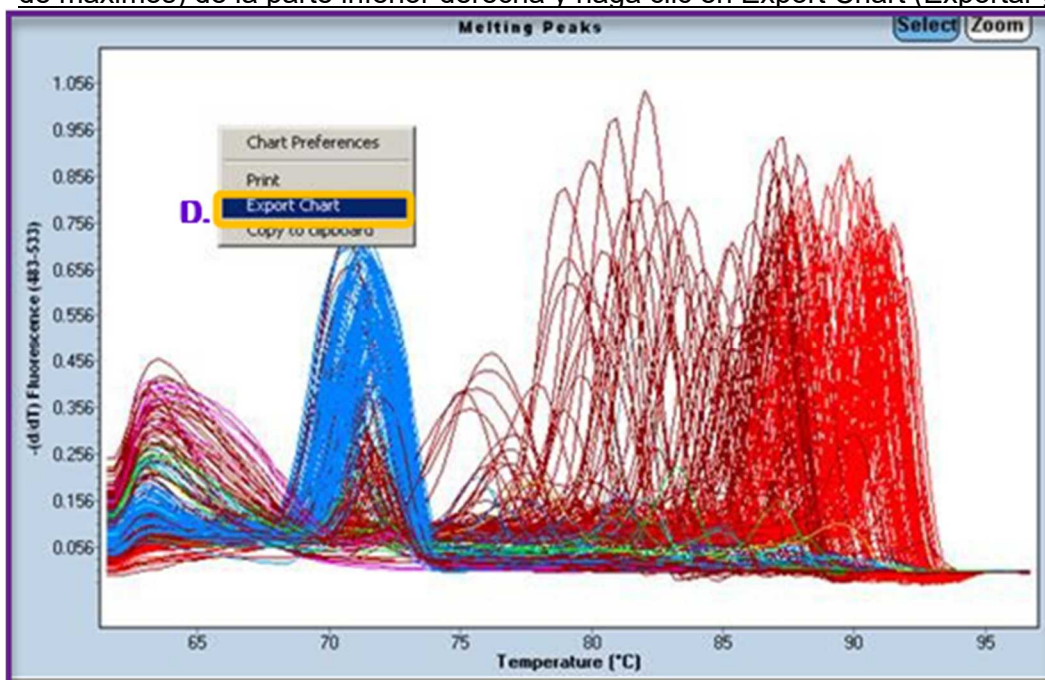 de máximos) de la parte inferior derecha y haga clic en Export Chart (Exportar
Melting Peaks
Select Zoom
1.056
0.956
0.856
0.756
0.656
0.556
0.456
0.356
0.256
0.156
0.056
-(d/dT) Fluorescence (483-533)
Chart Preferences
Print
D.
Export Chart
Copy to clipboard
65 70 75 80 85 90 95
Temperature (°C)